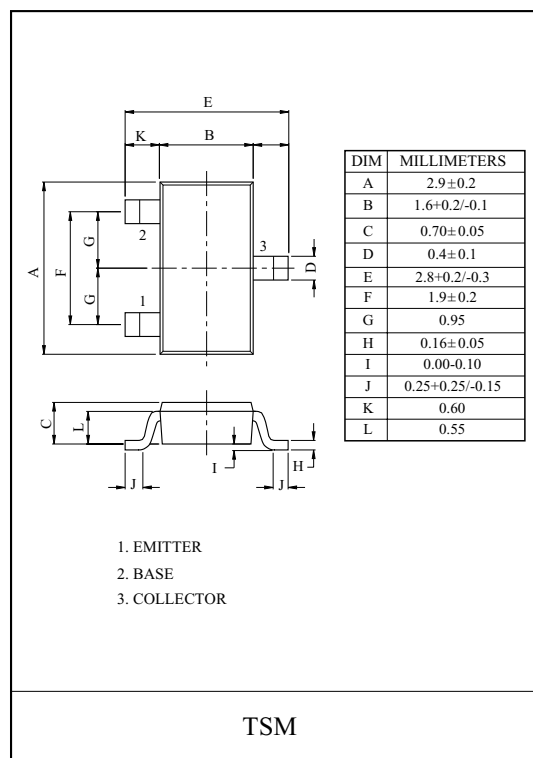 E
K B
DIM MILLIMETERS
A 2.9±0.2
B 1.6+0.2/-0.1
C 0.70±0.05
D 0.4±0.1
E 2.8+0.2/-0.3
F 1.9±0.2
G 0.95
H 0.16±0.05
I 0.00-0.10
J 0.25+0.25/-0.15
K 0.60
L 0.55
2 3
A F G D
G
1
C L I H
J J
1. EMITTER
2. BASE
3. COLLECTOR
TSM